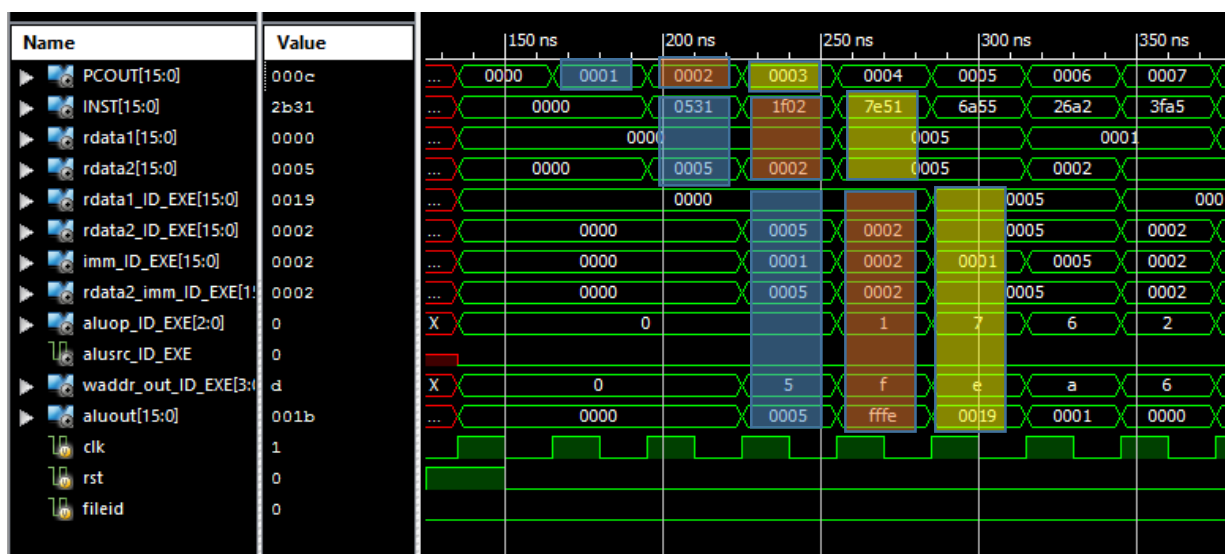 Name Value 150 ns 200 ns 250 ns 300 ns 350 ns
PCOUT[15:0] 000c ... 0000 0001 0002 0003 0004 0005 0006 0007
INST[15:0] 2b31 ... 0000 0531 1f02 7e51 6a55 26a2 3fa5
rdata1[15:0] 0000 ... 0000 0005 0001
rdata2[15:0] 0005 ... 0000 0005 0002 0005 0002
rdata1_ID_EXE[15:0] 0019 ... 0000 0005 000
rdata2_ID_EXE[15:0] 0002 ... 0000 0005 0002 0005 0002
imm_ID_EXE[15:0] 0002 ... 0000 0001 0002 0001 0005 0002
rdata2_imm_ID_EXE[1 0002 ... 0000 0005 0002 0005 0002
aluop_ID_EXE[2:0] 0 X 0 1 7 6 2
alusrc_ID_EXE 0
waddr_out_ID_EXE[3: d X 0 5 f e a 6
aluout[15:0] 001b ... 0000 0005 fffe 0019 0001 0000
clk 1
rst 0
fileid 0